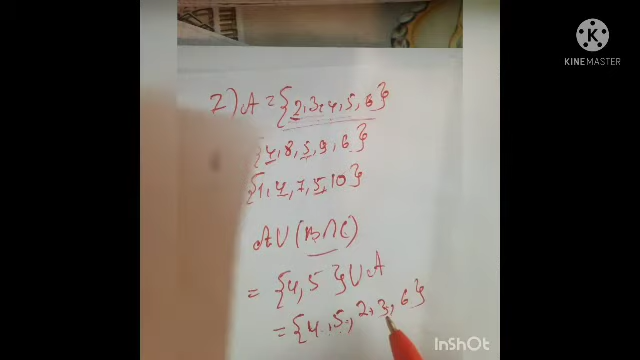 K
KINEMASTER
2) A = {2, 3, 4, 5, 6}
{4, 8, 5, 9, 6}
{1, 4, 7, 5, 10}
A U (B ∩ C)
= {4, 5} U A
= {4, 5, 2, 3, 6}
InShOt